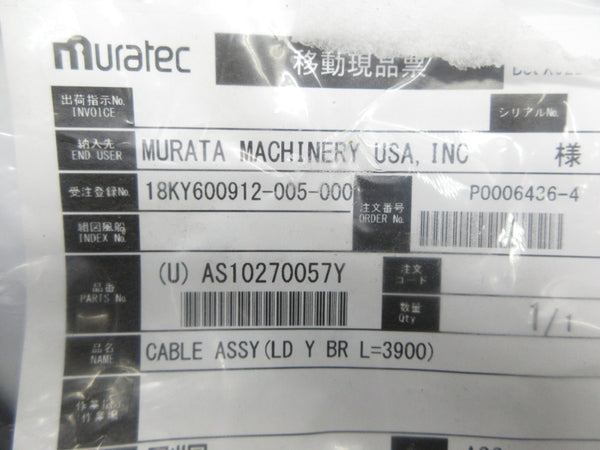 muratec
移動現品票
出荷指示No.
INVOICE
シリアルNo.
納入先
END USER
MURATA MACHINERY USA, INC 様
受注登録No.
18KY600912-005-000
注文番号
ORDER No.
P0006436-4
組図風船
INDEX No.
品番
PARTS No
(U) AS10270057Y
注文
コード
数量
Qty
1/1
品名
NAME
CABLE ASSY(LD Y BR L=3900)